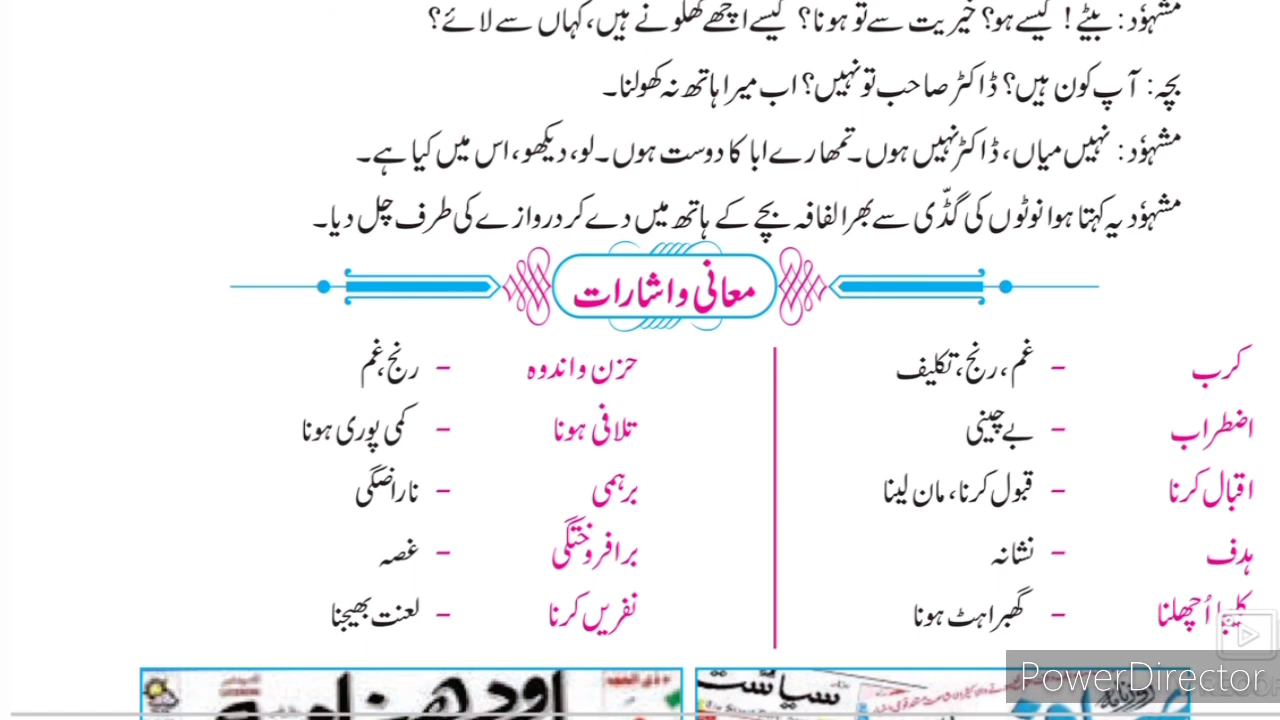 مشہوٗد: بیٹے! کیسے ہو؟ خیریت سے تو ہو نا؟ کیسے اچھے کھلونے ہیں، کہاں سے لائے؟
بچہ: آپ کون ہیں؟ ڈاکٹر صاحب تو نہیں؟ اب میرا ہاتھ نہ کھولنا۔
مشہوٗد: نہیں میاں، ڈاکٹر نہیں ہوں۔ تمھارے ابا کا دوست ہوں۔ لو، دیکھو، اس میں کیا ہے۔
مشہوٗد یہ کہتا ہوا نوٹوں کی گڈّی سے بھرا لفافہ بچے کے ہاتھ میں دے کر دروازے کی طرف چل دیا۔
معانی و اشارات
کرب - غم، رنج، تکلیف
اضطراب - بے چینی
اقبال کرنا - قبول کرنا، مان لینا
ہدف - نشانہ
کلیجا اُچھلنا - گھبراہٹ ہونا
حزن و اندوہ - رنج، غم
تلافی ہونا - کمی پوری ہونا
برہمی - ناراضگی
برافروختگی - غصہ
نفریں کرنا - لعنت بھیجنا
سیاست
روزنامہ
PowerDirector